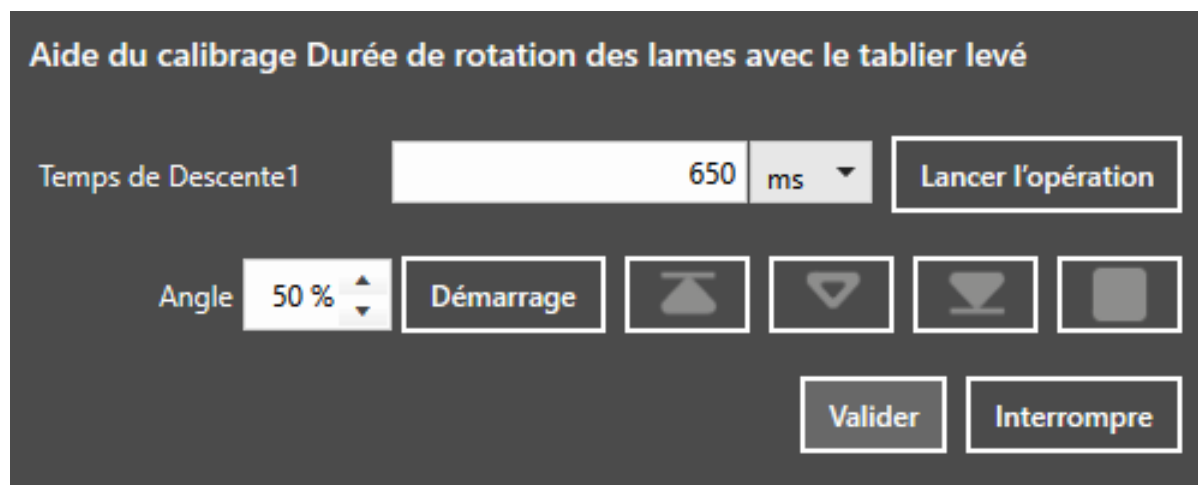 Aide du calibrage Durée de rotation des lames avec le tablier levé
Temps de Descente1 650 ms Lancer l'opération
Angle 50 % Démarrage
Valider Interrompre